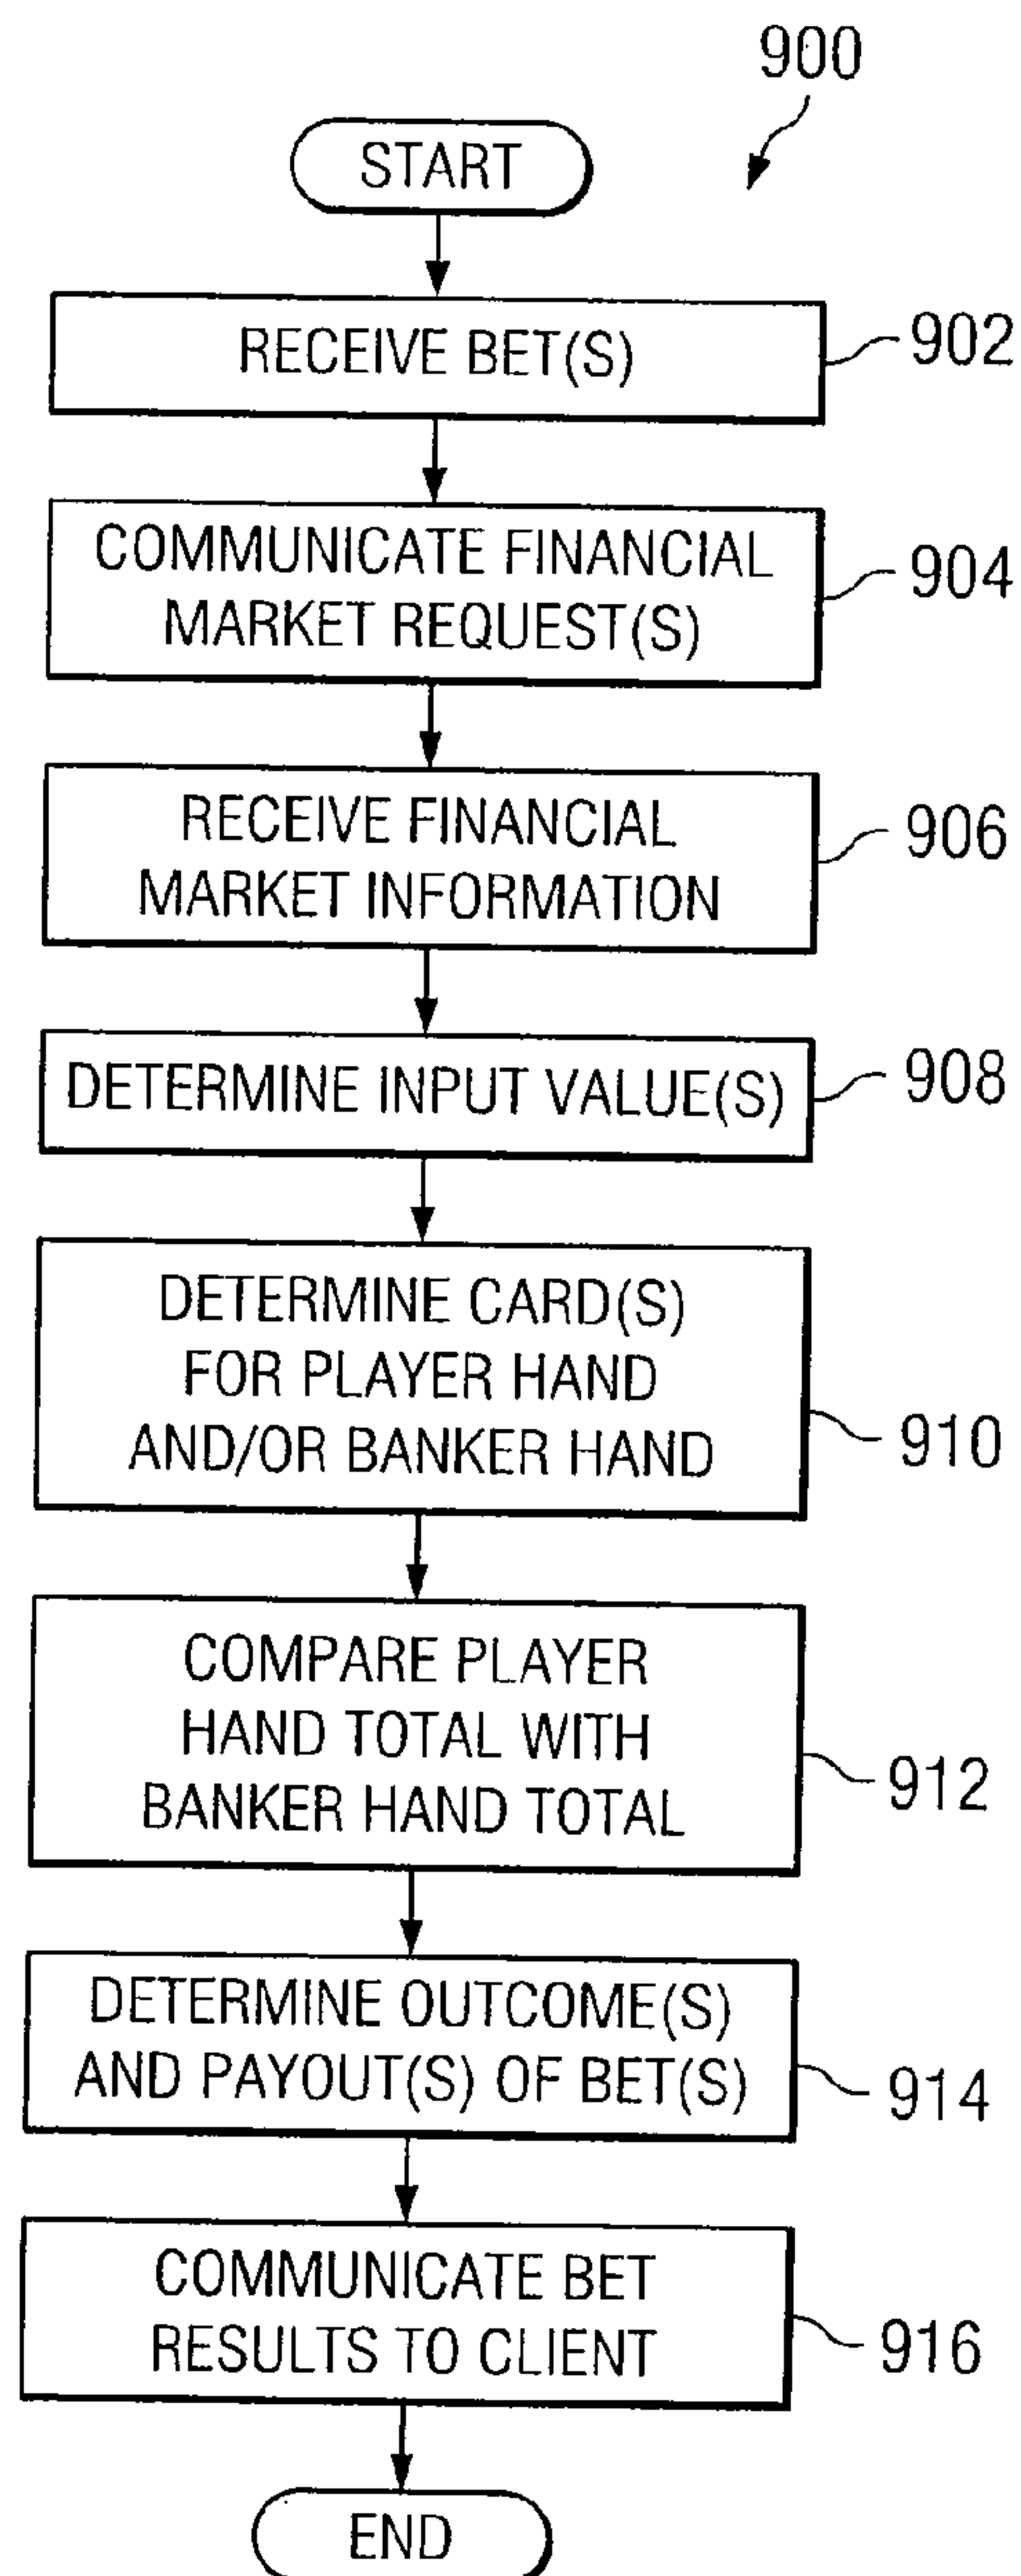 900
START
RECEIVE BET(S)
902
COMMUNICATE FINANCIAL
MARKET REQUEST(S)
904
RECEIVE FINANCIAL
MARKET INFORMATION
906
DETERMINE INPUT VALUE(S)
908
DETERMINE CARD(S)
FOR PLAYER HAND
AND/OR BANKER HAND
910
COMPARE PLAYER
HAND TOTAL WITH
BANKER HAND TOTAL
912
DETERMINE OUTCOME(S)
AND PAYOUT(S) OF BET(S)
914
COMMUNICATE BET
RESULTS TO CLIENT
916
END